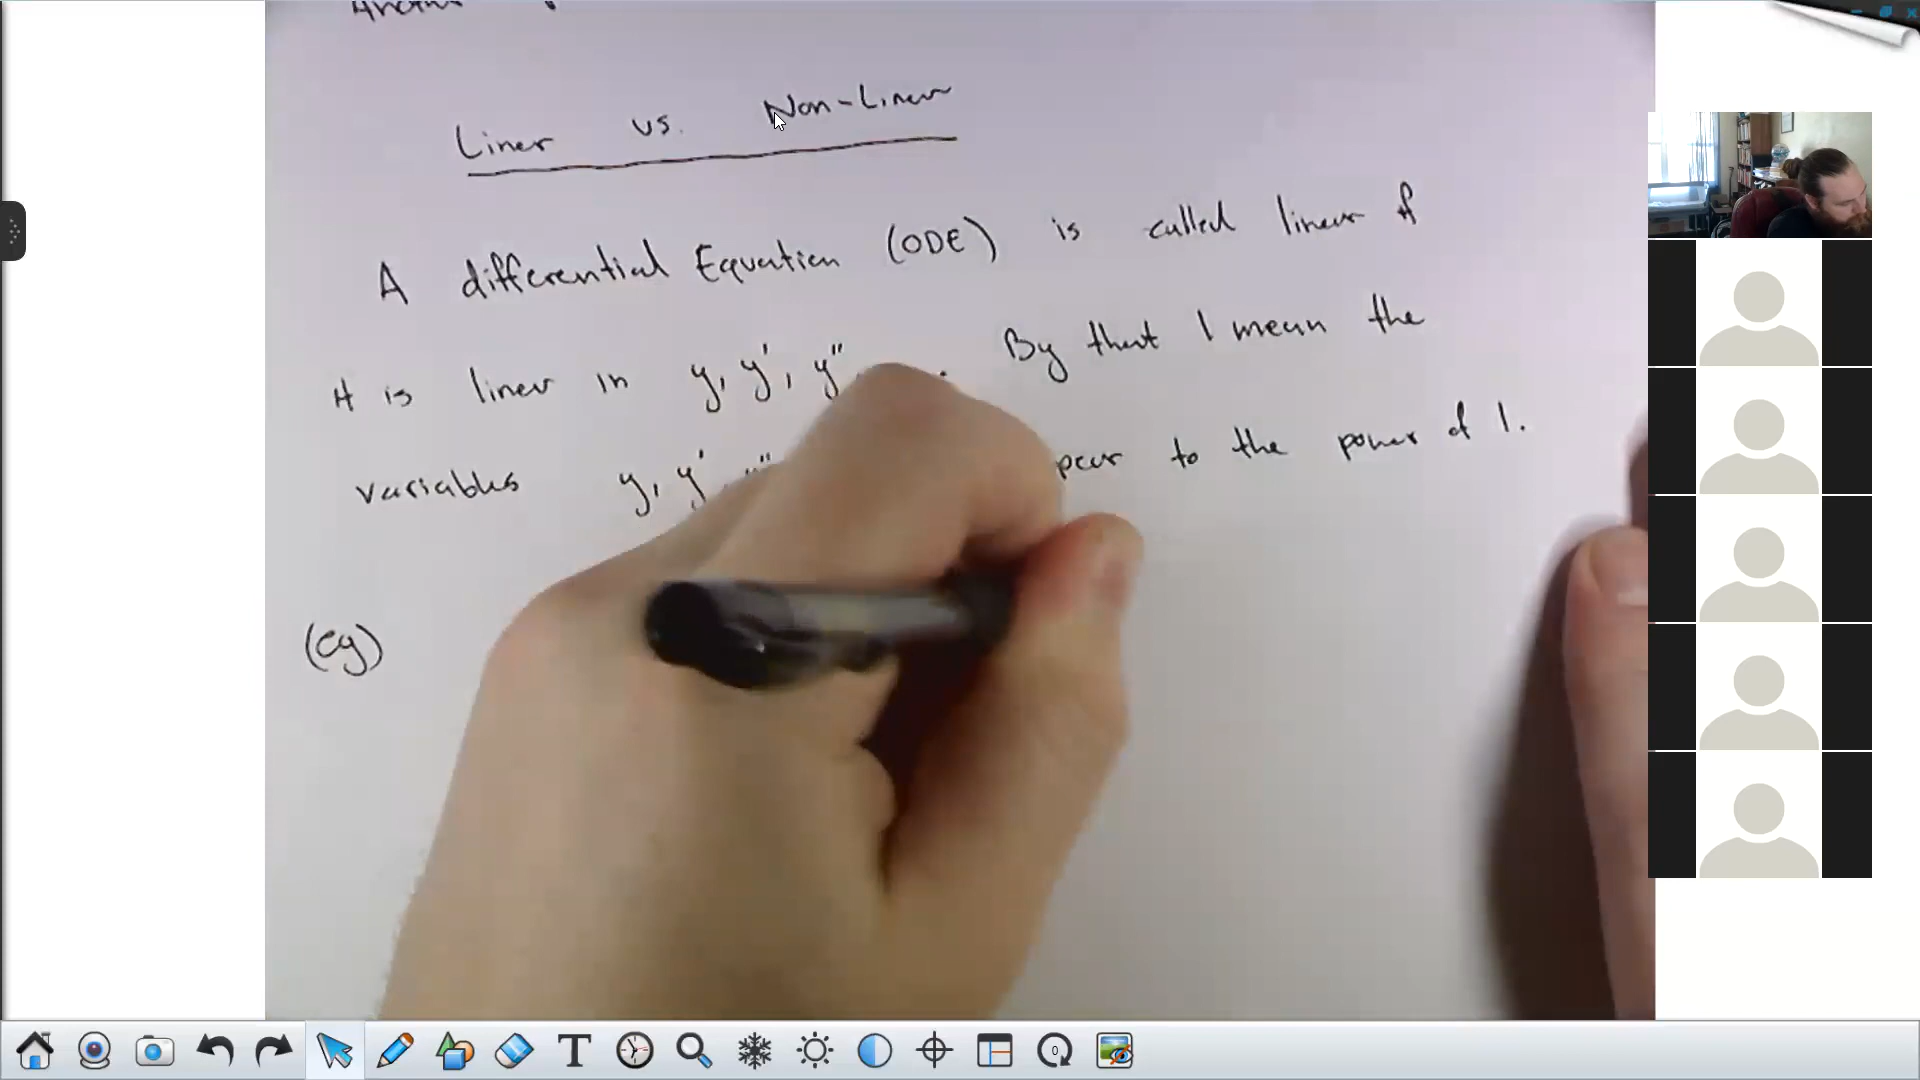 Liner vs. Non-Linear
A differential Equation (ODE) is called linear if
it is liner in y, y', y'' . By that I mean the
variables y, y' to the power of 1.
(eg)